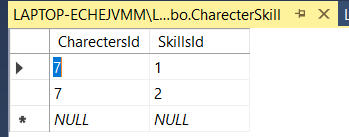 LAPTOP-ECHEJVMM\L...bo.CharecterSkill
CharectersId SkillsId
7 1
7 2
NULL NULL